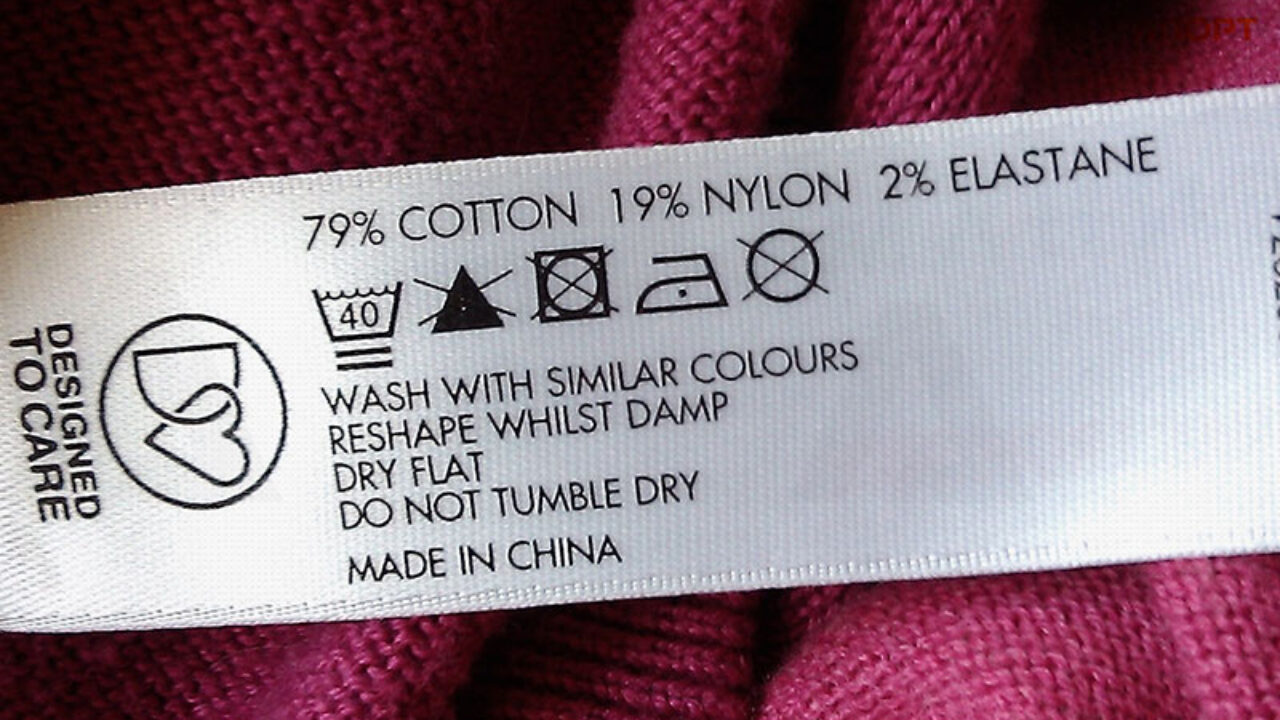 79% COTTON 19% NYLON 2% ELASTANE
40
WASH WITH SIMILAR COLOURS
RESHAPE WHILST DAMP
DRY FLAT
DO NOT TUMBLE DRY
MADE IN CHINA
DESIGNED
TO CARE